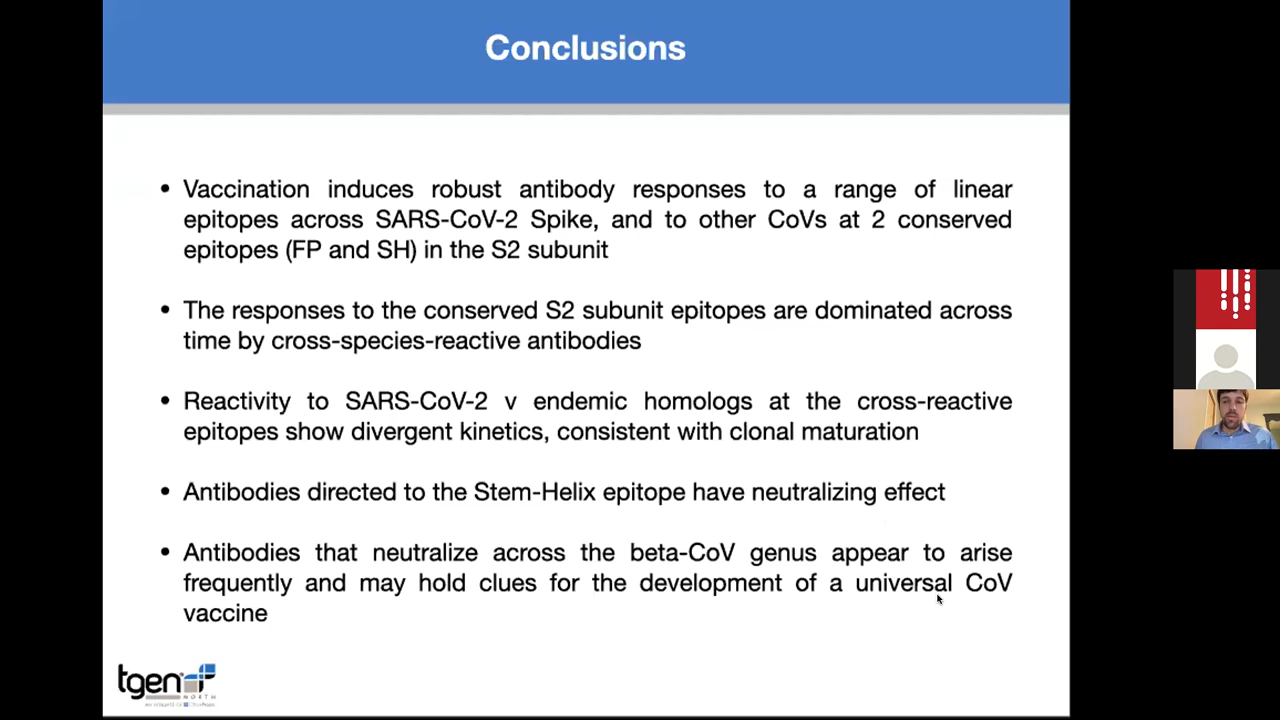 Conclusions
• Vaccination induces robust antibody responses to a range of linear
epitopes across SARS-CoV-2 Spike, and to other CoVs at 2 conserved
epitopes (FP and SH) in the S2 subunit
• The responses to the conserved S2 subunit epitopes are dominated across
time by cross-species-reactive antibodies
• Reactivity to SARS-CoV-2 v endemic homologs at the cross-reactive
epitopes show divergent kinetics, consistent with clonal maturation
• Antibodies directed to the Stem-Helix epitope have neutralizing effect
• Antibodies that neutralize across the beta-CoV genus appear to arise
frequently and may hold clues for the development of a universal CoV
vaccine
tgen
NORTH